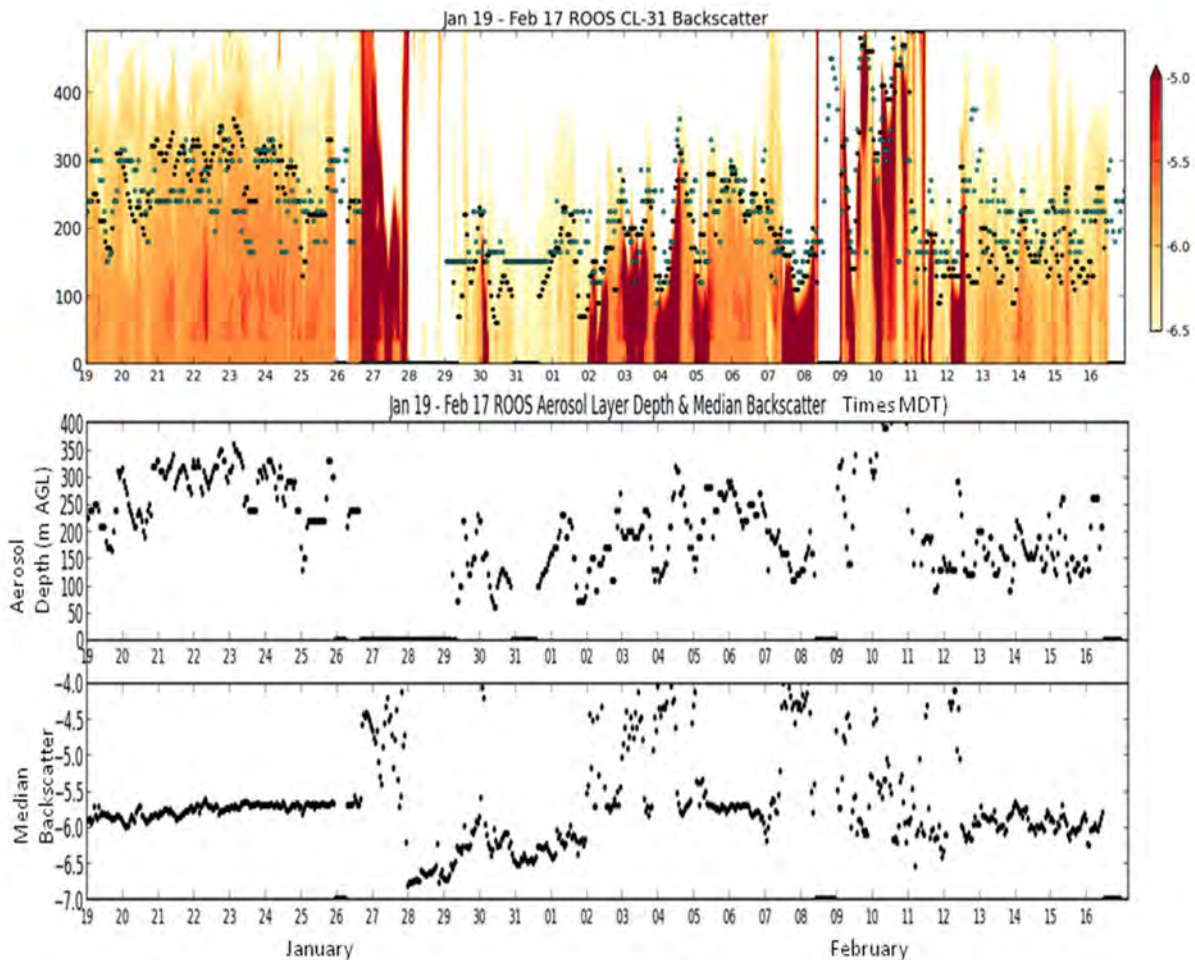 Jan 19 - Feb 17 ROOS CL-31 Backscatter
400
300
200
100
0
19 20 21 22 23 24 25 26 27 28 29 30 31 01 02 03 04 05 06 07 08 09 10 11 12 13 14 15 16
-5.0
-5.5
-6.0
-6.5
Jan 19 - Feb 17 ROOS Aerosol Layer Depth & Median Backscatter Times MDT)
Aerosol
Depth (m AGL)
400
350
300
250
200
150
100
50
0
19 20 21 22 23 24 25 26 27 28 29 30 31 01 02 03 04 05 06 07 08 09 10 11 12 13 14 15 16
Median
Backscatter
-4.0
-4.5
-5.0
-5.5
-6.0
-6.5
-7.0
19 20 21 22 23 24 25 26 27 28 29 30 31 01 02 03 04 05 06 07 08 09 10 11 12 13 14 15 16
January February